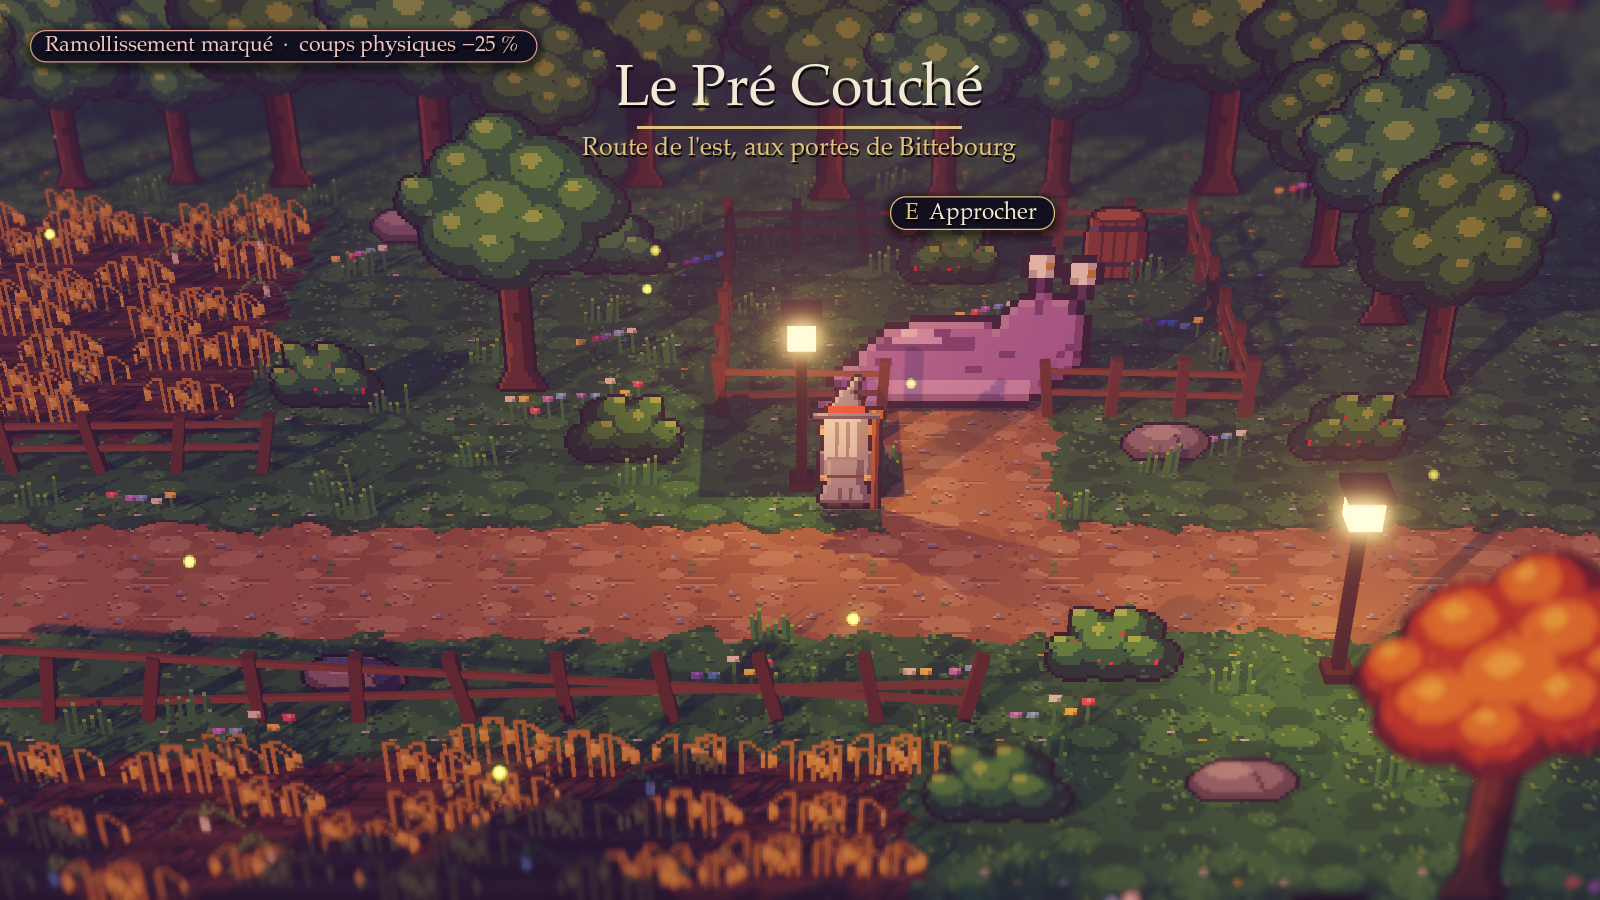 Ramollissement marqué · coups physiques −25 %
Le Pré Couché
Route de l'est, aux portes de Bittebourg
E Approcher